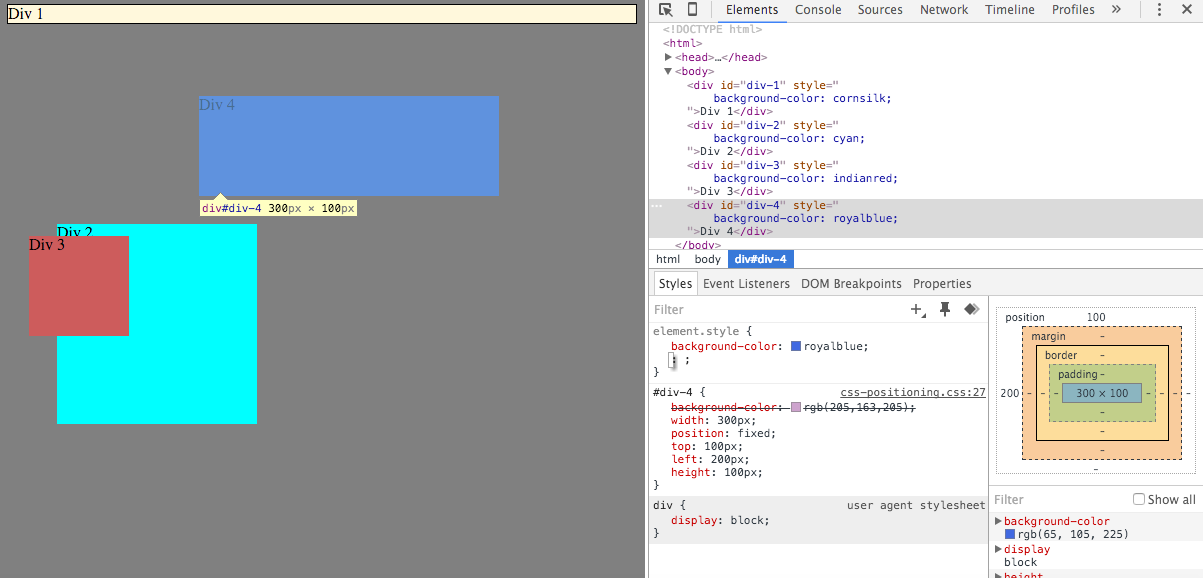 Div 1
Div 4
div#div-4 300px × 100px
Div 2
Div 3
Elements Console Sources Network Timeline Profiles »
<!DOCTYPE html>
<html>
<head>…</head>
<body>
<div id="div-1" style="
background-color: cornsilk;
">Div 1</div>
<div id="div-2" style="
background-color: cyan;
">Div 2</div>
<div id="div-3" style="
background-color: indianred;
">Div 3</div>
<div id="div-4" style="
background-color: royalblue;
">Div 4</div>
</body>
html body div#div-4
Styles Event Listeners DOM Breakpoints Properties
Filter
element.style {
background-color: royalblue;
: ;
}
#div-4 { css-positioning.css:27
background-color: rgb(205,163,205);
width: 300px;
position: fixed;
top: 100px;
left: 200px;
height: 100px;
}
div { user agent stylesheet
display: block;
}
position 100
margin -
border -
padding -
200 - - - 300 × 100 - - - -
-
-
-
-
Filter Show all
background-color
rgb(65, 105, 225)
display
block
height